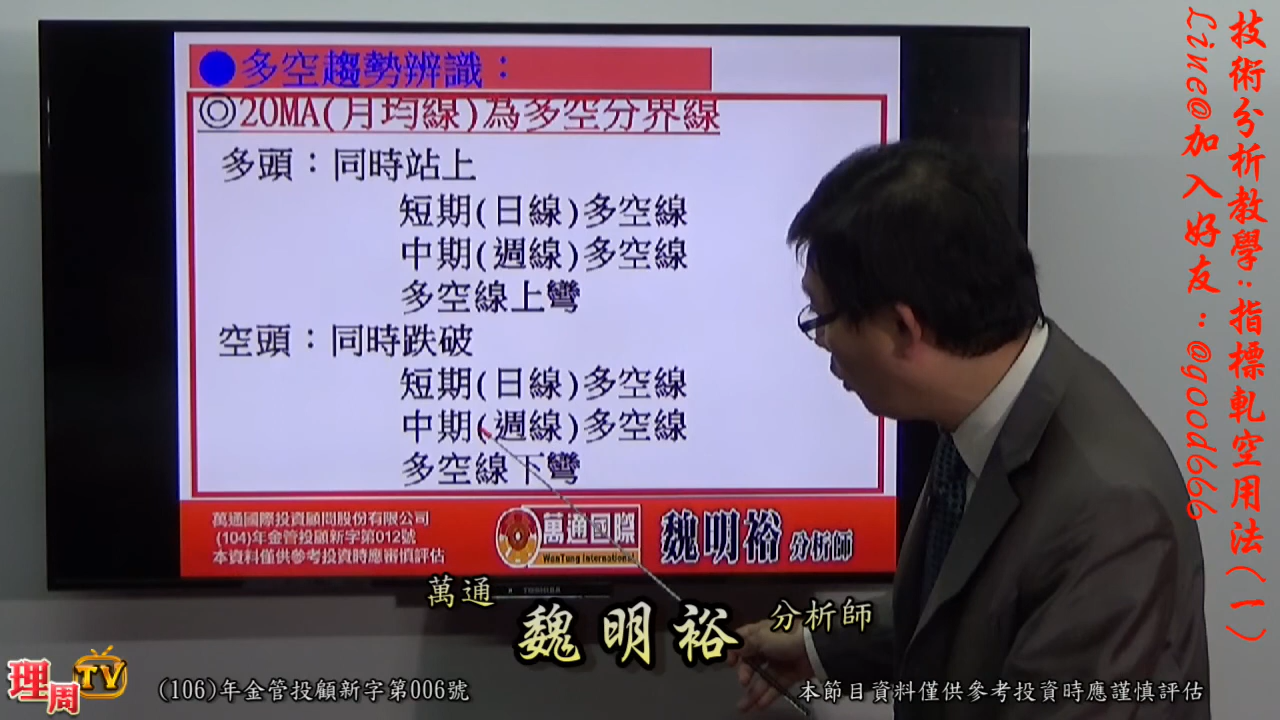 ●多空趨勢辨識：
◎20MA(月均線)為多空分界線
多頭：同時站上
短期(日線)多空線
中期(週線)多空線
多空線上彎
空頭：同時跌破
短期(日線)多空線
中期(週線)多空線
多空線下彎
萬通國際投資顧問股份有限公司
(104)年金管投顧新字第012號
本資料僅供參考投資時應審慎評估
萬通國際
WanTung International
魏明裕 分析師
TOSHIBA
萬通 魏明裕 分析師
理周TV
(106)年金管投顧新字第006號
本節目資料僅供參考投資時應謹慎評估
技術分析教學:指標軋空用法(一)
Line@加入好友:@good666